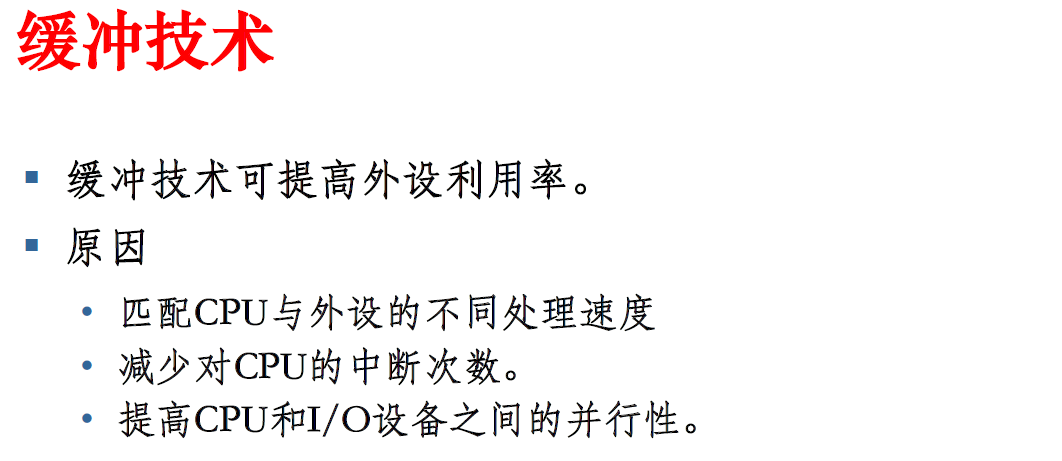 缓冲技术
▪ 缓冲技术可提高外设利用率。
▪ 原因
• 匹配CPU与外设的不同处理速度
• 减少对CPU的中断次数。
• 提高CPU和I/O设备之间的并行性。